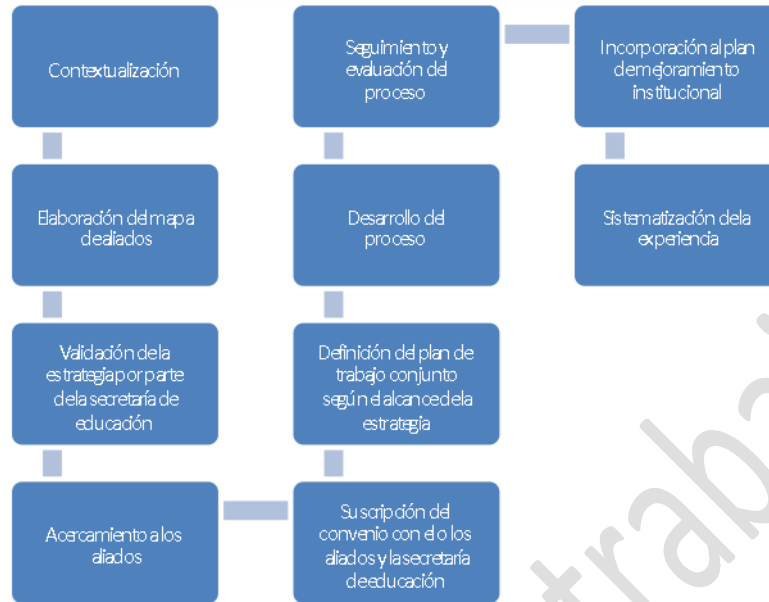 Contextualización
Elaboración del mapa
de aliados
Validación de la
estrategia por parte
de la secretaría de
educación
Acercamiento a los
aliados
Suscripción del
convenio con el o los
aliados y la secretaría
de educación
Definición del plan de
trabajo conjunto
según el alcance de la
estrategia
Desarrollo del
proceso
Seguimiento y
evaluación del
proceso
Incorporación al plan
de mejoramiento
institucional
Sistematización de la
experiencia